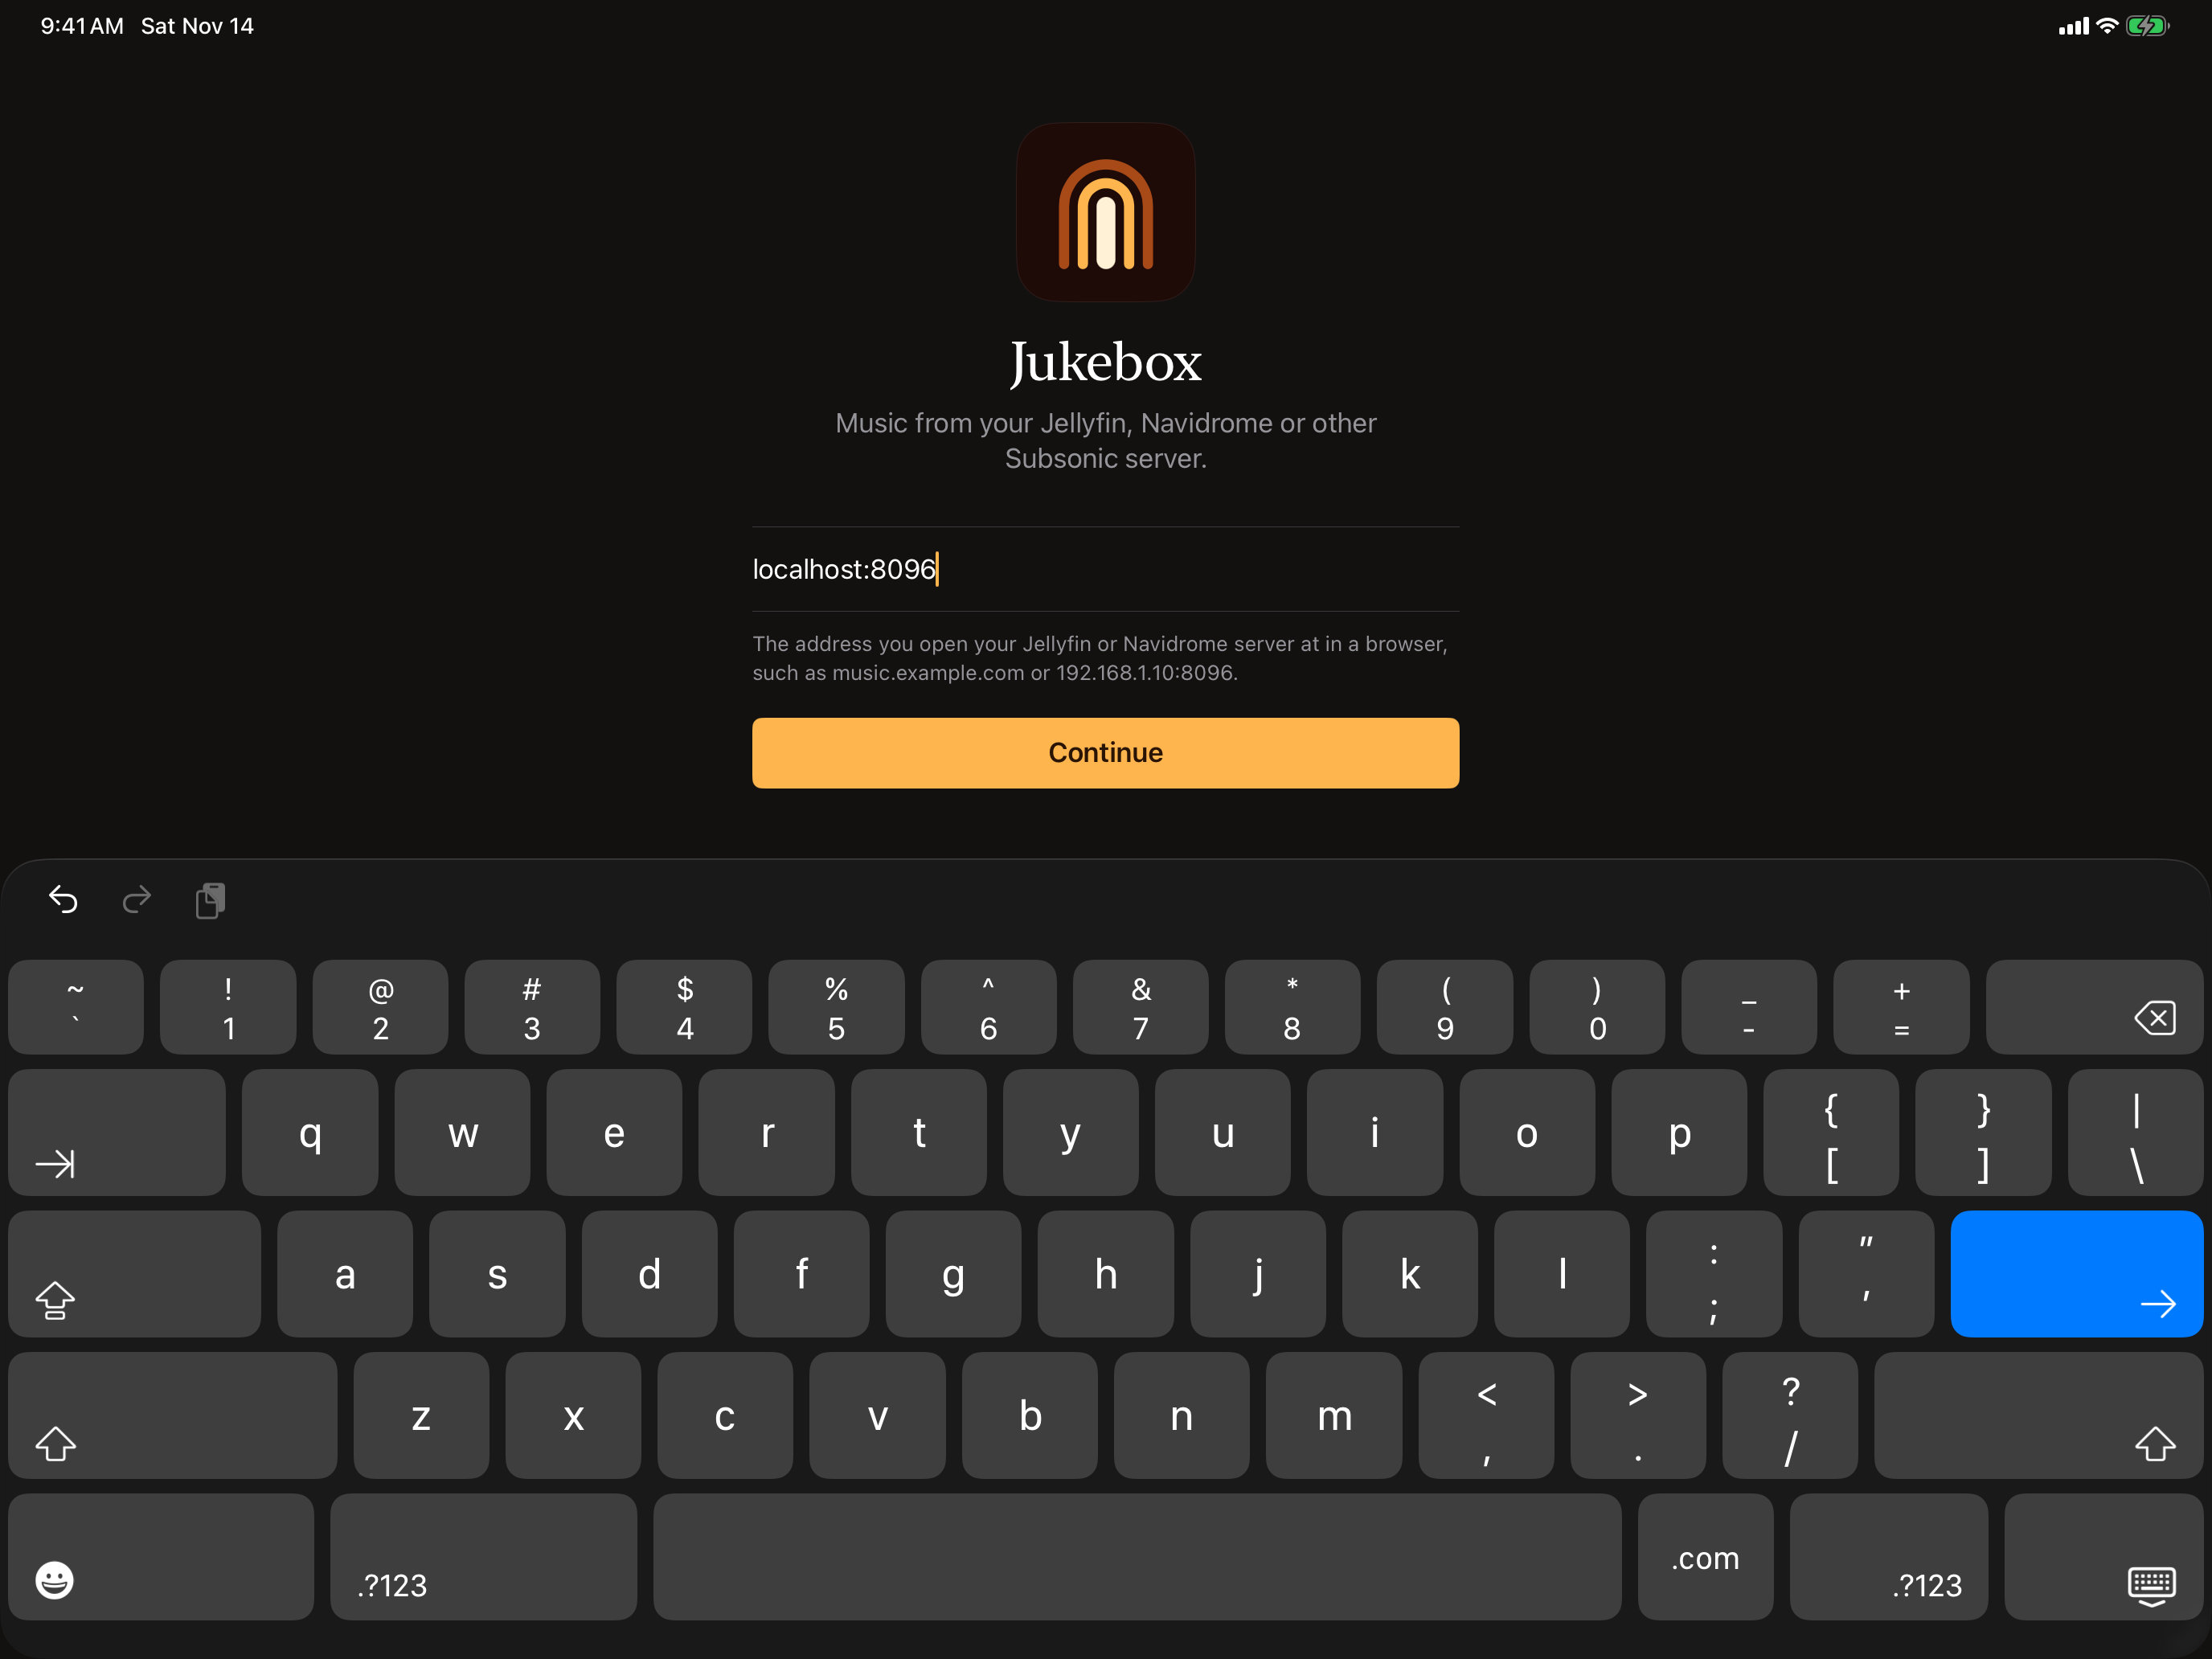 9:41 AM Sat Nov 14
Jukebox
Music from your Jellyfin, Navidrome or other
Subsonic server.
localhost:8096
The address you open your Jellyfin or Navidrome server at in a browser,
such as music.example.com or 192.168.1.10:8096.
Continue
~ ! @ # $ % ^ & * ( ) _ +
` 1 2 3 4 5 6 7 8 9 0 - =
q w e r t y u i o p { } |
[ ] \
a s d f g h j k l : "
; '
z x c v b n m < > ?
, . /
.?123 .com .?123